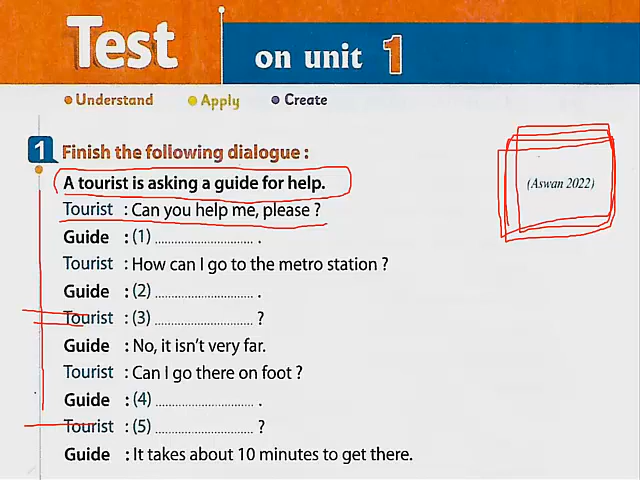 Test
on unit 1
Understand
Apply
Create
1 Finish the following dialogue :
A tourist is asking a guide for help.
(Aswan 2022)
Tourist : Can you help me, please ?
Guide : (1) .............................. .
Tourist : How can I go to the metro station ?
Guide : (2) .............................. .
Tourist : (3) .............................. ?
Guide : No, it isn't very far.
Tourist : Can I go there on foot ?
Guide : (4) .............................. .
Tourist : (5) .............................. ?
Guide : It takes about 10 minutes to get there.